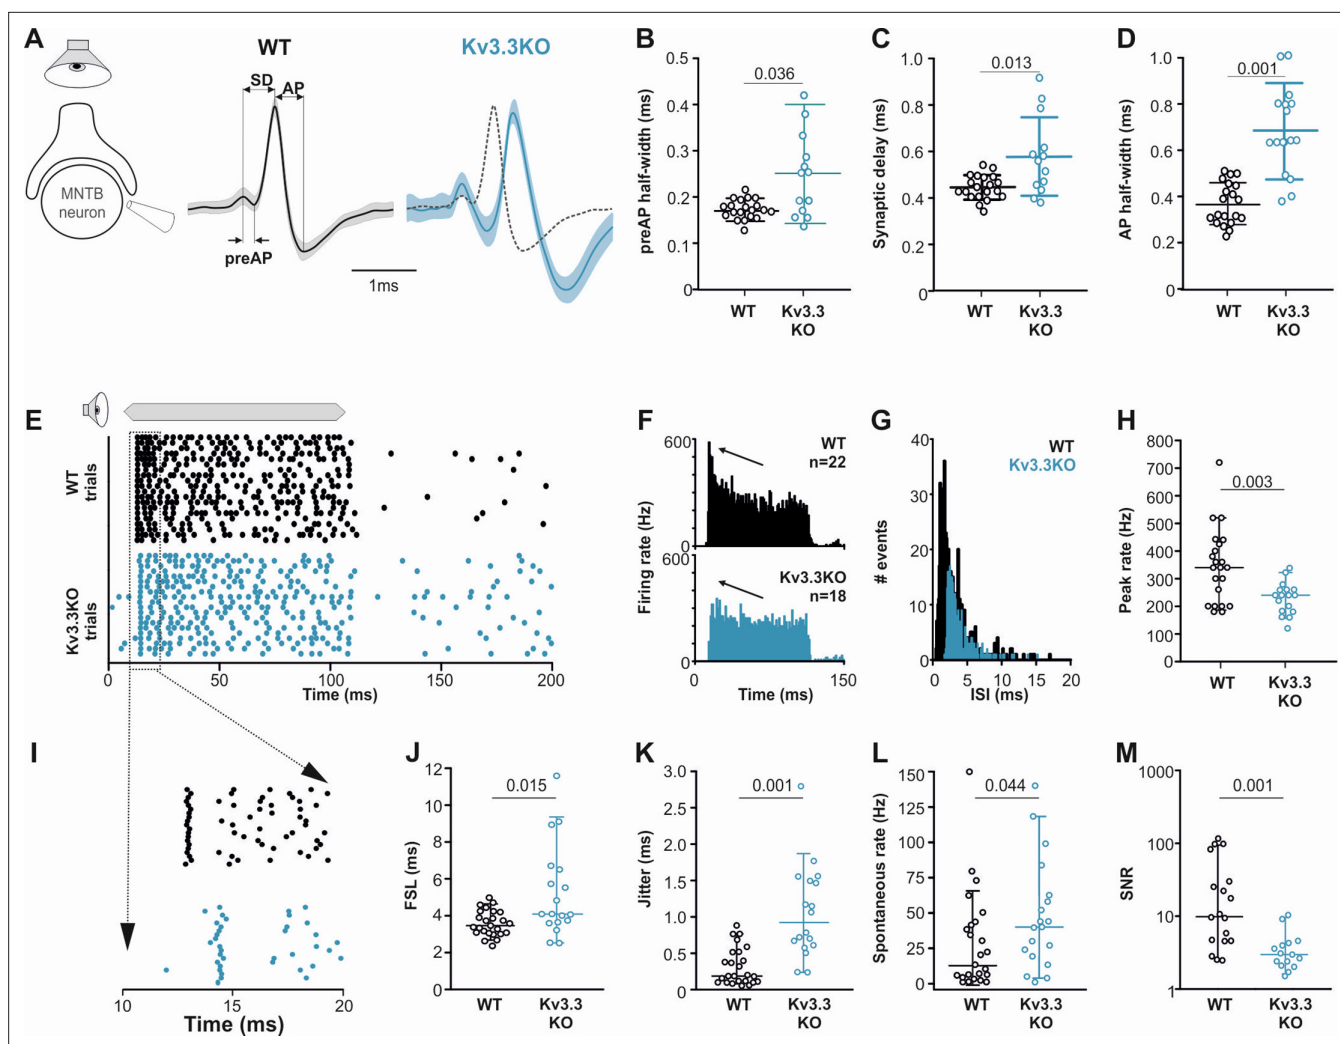 A
WT
Kv3.3KO
SD
AP
MNTB
neuron
preAP
1ms
B
preAP half-width (ms)
0.5
0.4
0.3
0.2
0.1
0
0.036
WT
Kv3.3
KO
C
Synaptic delay (ms)
1.0
0.8
0.6
0.4
0.2
0
0.013
WT
Kv3.3
KO
D
AP half-width (ms)
1.0
0.8
0.6
0.4
0.2
0
0.001
WT
Kv3.3
KO
E
WT
trials
Kv3.3KO
trials
0
50
100
150
200
Time (ms)
F
Firing rate (Hz)
600
WT
n=22
0
600
Kv3.3KO
n=18
0
0
150
Time (ms)
G
# events
40
30
20
10
0
WT
Kv3.3KO
0
5
10
15
20
ISI (ms)
H
Peak rate (Hz)
800
700
600
500
400
300
200
100
0
0.003
WT
Kv3.3
KO
I
10
15
20
Time (ms)
J
FSL (ms)
12
10
8
6
4
2
0
0.015
WT
Kv3.3
KO
K
Jitter (ms)
3.0
2.5
2.0
1.5
1.0
0.5
0
0.001
WT
Kv3.3
KO
L
Spontaneous rate (Hz)
150
125
100
75
50
25
0
0.044
WT
Kv3.3
KO
M
SNR
1000
100
10
1
0.001
WT
Kv3.3
KO